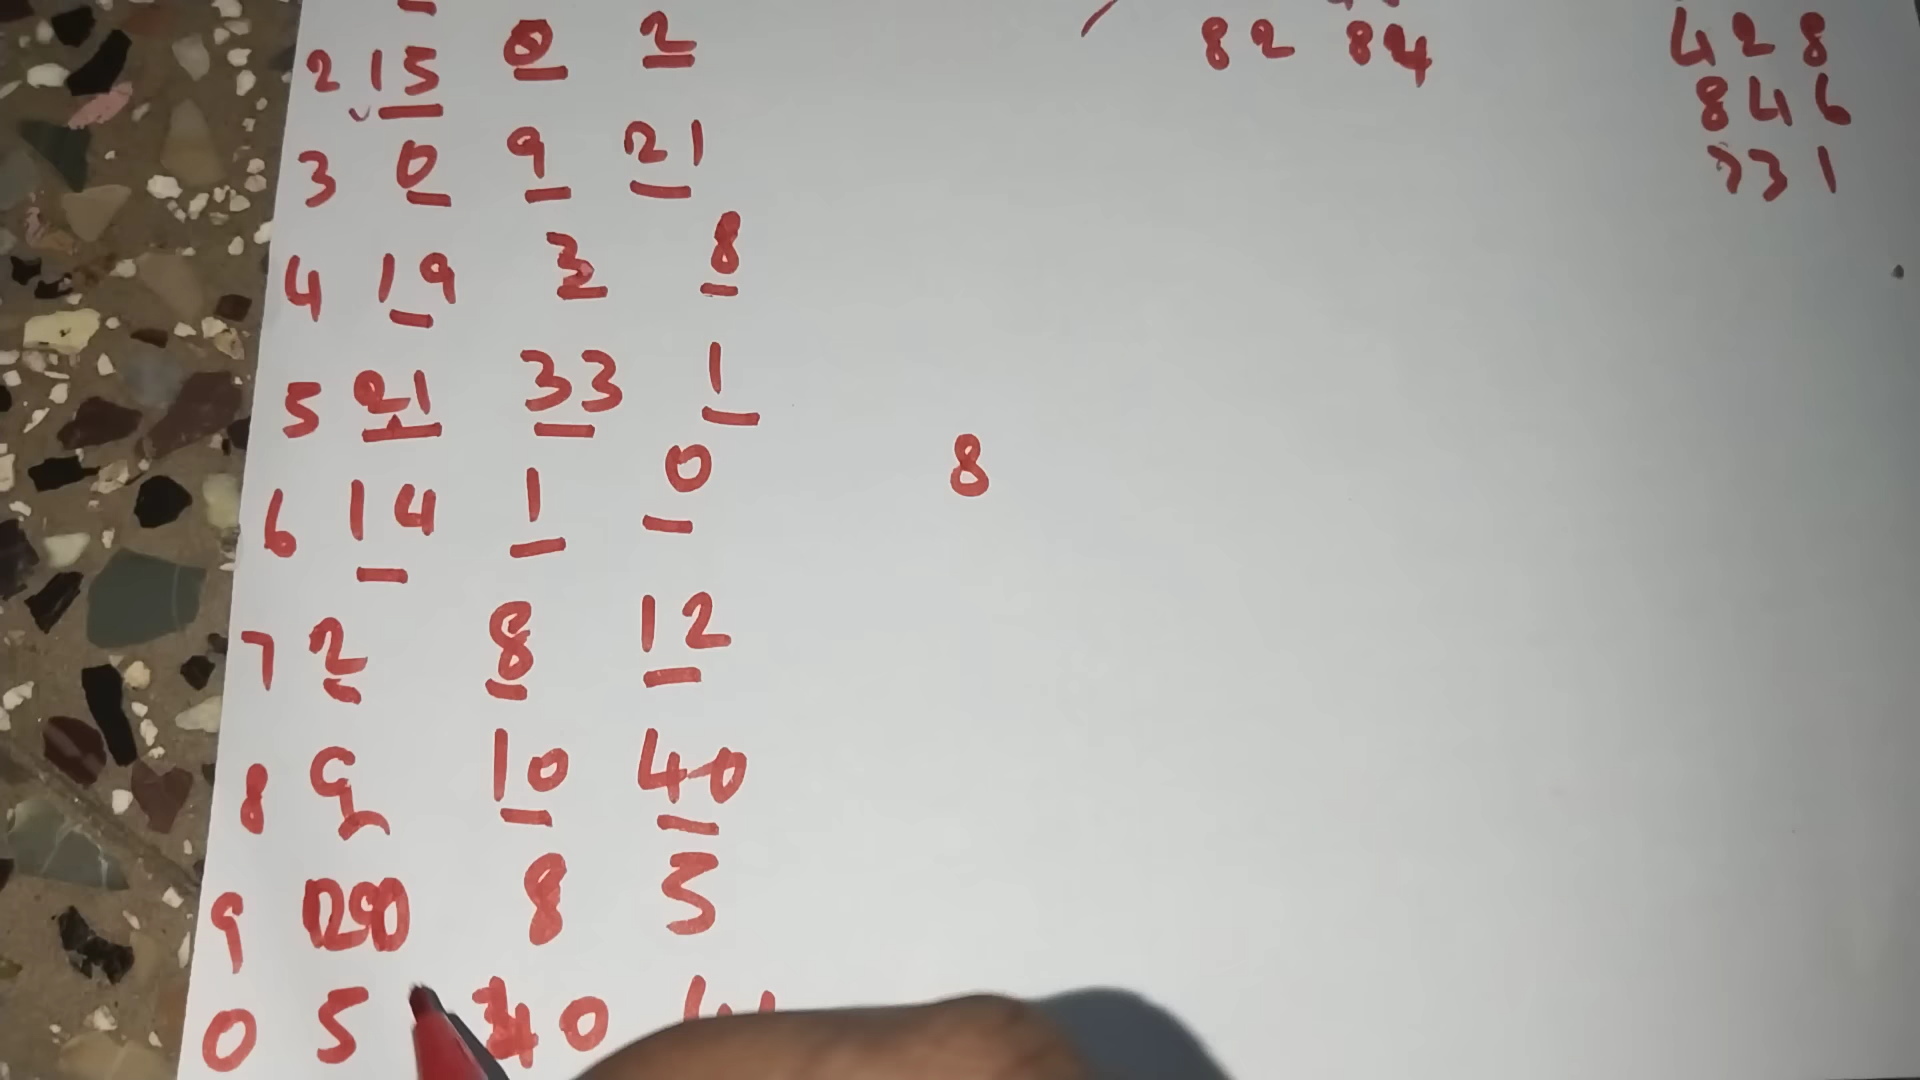 2 15 0 2
82 84
428
846
3 0 9 21
331
4 19 3 8
5 21 33 1
8
6 14 1 0
7 2 8 12
8 9 10 40
9 8 5
0 5 0